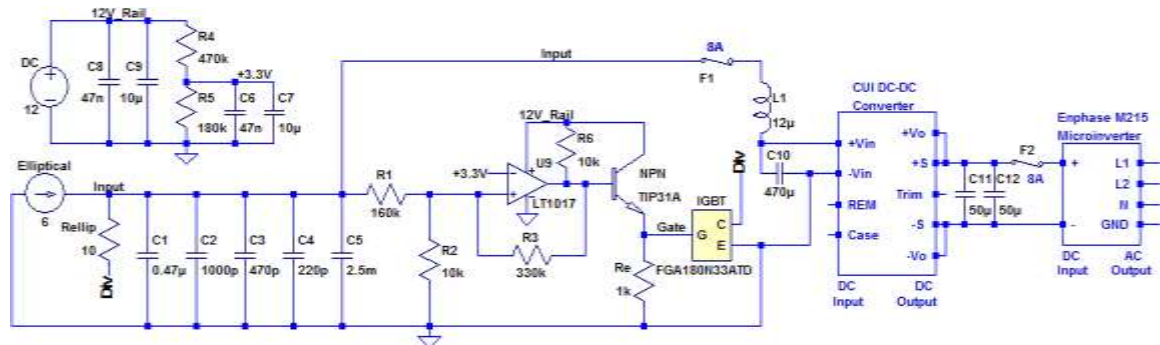 12V_Rail
DC
12
C8
47n
C9
10µ
R4
470k
+3.3V
R5
180k
C6
47n
C7
10µ
Elliptical
6
Input
Rellip
10
Div
C1
0.47µ
C2
1000p
C3
470p
C4
220p
C5
2.5m
R1
160k
R2
10k
Input
12V_Rail
+3.3V
U9
LT1017
R6
10k
R3
330k
NPN
TIP31A
Gate
Re
1k
IGBT
G
C
E
FGA180N33ATD
Div
8A
F1
L1
12µ
C10
470µ
CUI DC-DC
Converter
+Vin
-Vin
REM
Case
+Vo
+S
Trim
-S
-Vo
DC
Input
DC
Output
C11
50µ
C12
50µ
F2
8A
Enphase M215
Microinverter
+
-
L1
L2
N
GND
DC
Input
AC
Output